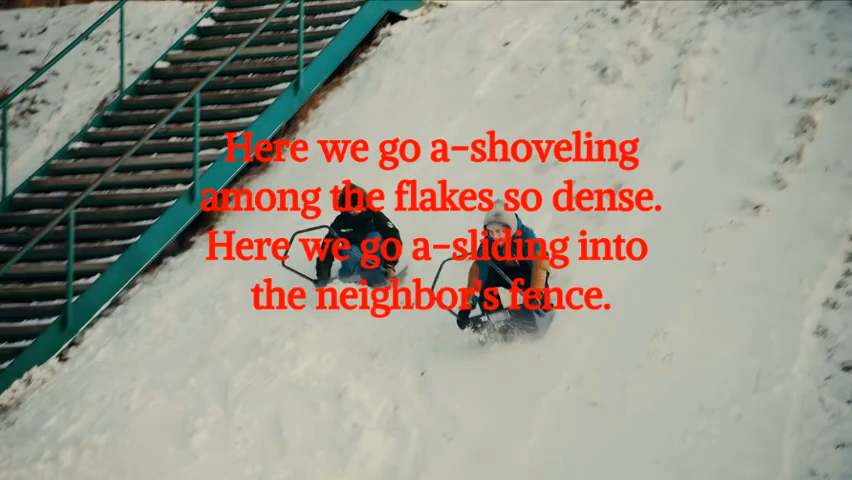 Here we go a-shoveling
among the flakes so dense.
Here we go a-sliding into
the neighbor's fence.